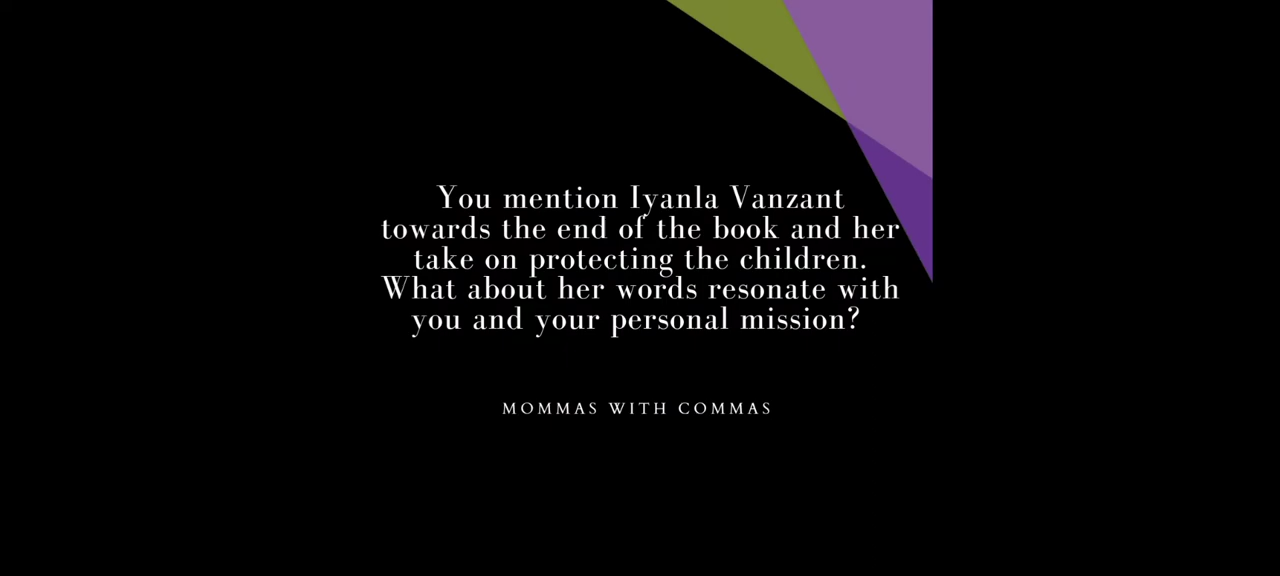 You mention Iyanla Vanzant
towards the end of the book and her
take on protecting the children.
What about her words resonate with
you and your personal mission?
MOMMAS WITH COMMAS